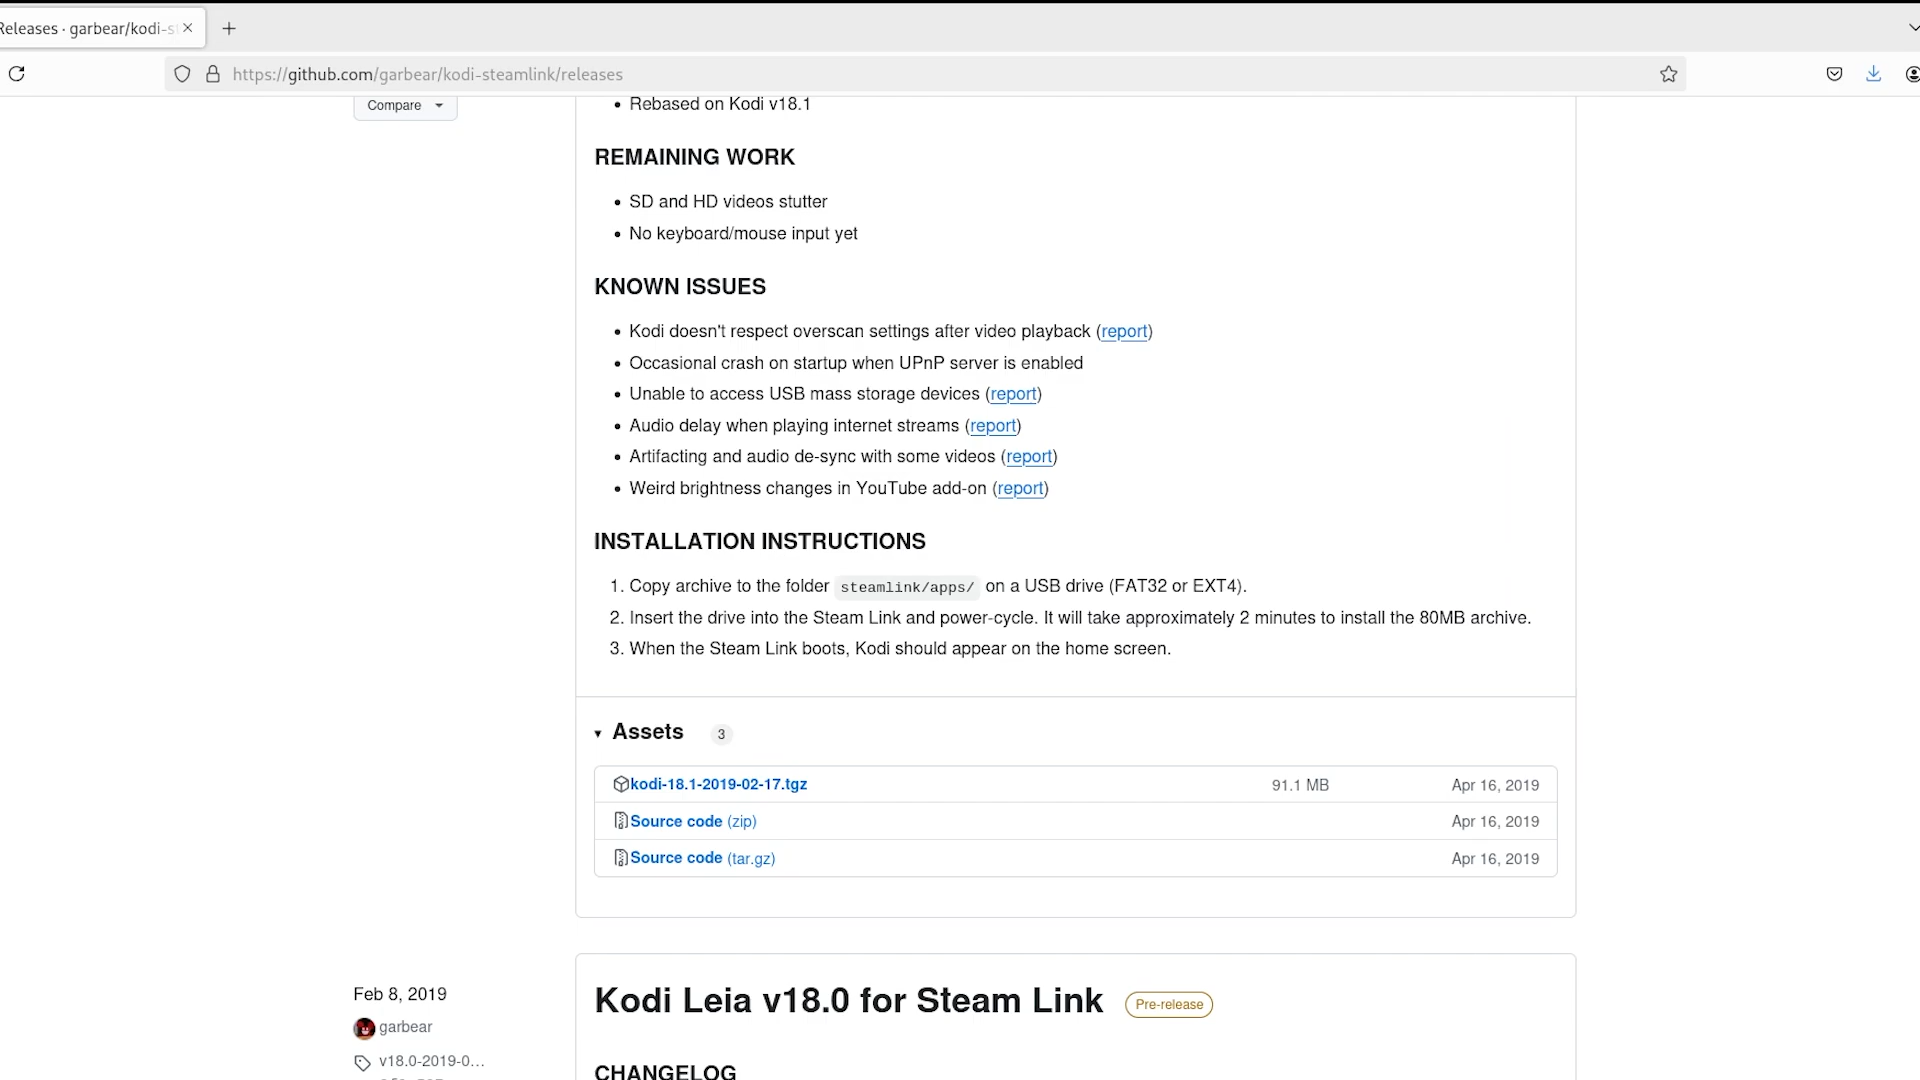 Releases · garbear/kodi-st
https://github.com/garbear/kodi-steamlink/releases
Compare
Rebased on Kodi v18.1
REMAINING WORK
SD and HD videos stutter
No keyboard/mouse input yet
KNOWN ISSUES
Kodi doesn't respect overscan settings after video playback (report)
Occasional crash on startup when UPnP server is enabled
Unable to access USB mass storage devices (report)
Audio delay when playing internet streams (report)
Artifacting and audio de-sync with some videos (report)
Weird brightness changes in YouTube add-on (report)
INSTALLATION INSTRUCTIONS
1. Copy archive to the folder steamlink/apps/ on a USB drive (FAT32 or EXT4).
2. Insert the drive into the Steam Link and power-cycle. It will take approximately 2 minutes to install the 80MB archive.
3. When the Steam Link boots, Kodi should appear on the home screen.
Assets 3
kodi-18.1-2019-02-17.tgz 91.1 MB Apr 16, 2019
Source code (zip) Apr 16, 2019
Source code (tar.gz) Apr 16, 2019
Feb 8, 2019
garbear
v18.0-2019-0...
Kodi Leia v18.0 for Steam Link Pre-release
CHANGELOG